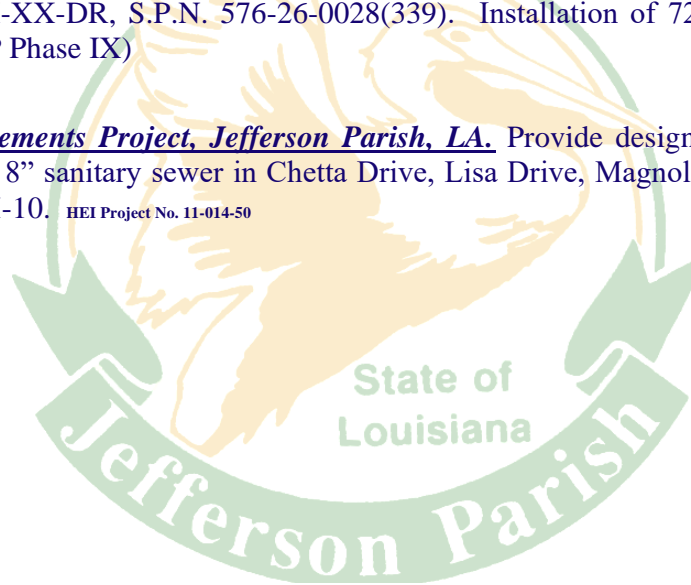 -XX-DR, S.P.N. 576-26-0028(339). Installation of 72
Phase IX)
ements Project, Jefferson Parish, LA. Provide design
8” sanitary sewer in Chetta Drive, Lisa Drive, Magnol
-10. HEI Project No. 11-014-50
State of
Louisiana
Jefferson Parish